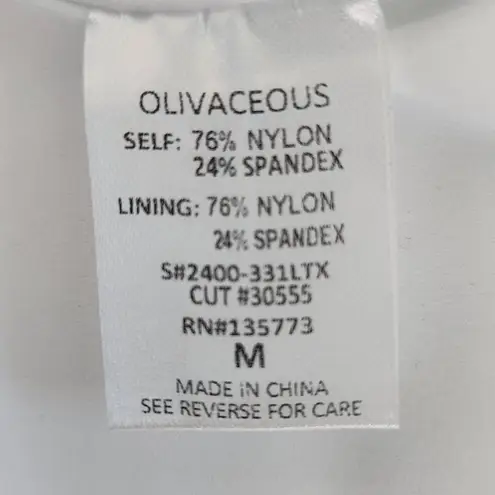 OLIVACEOUS
SELF: 76% NYLON
24% SPANDEX
LINING: 76% NYLON
24% SPANDEX
S#2400-331LTX
CUT #30555
RN#135773
M
MADE IN CHINA
SEE REVERSE FOR CARE